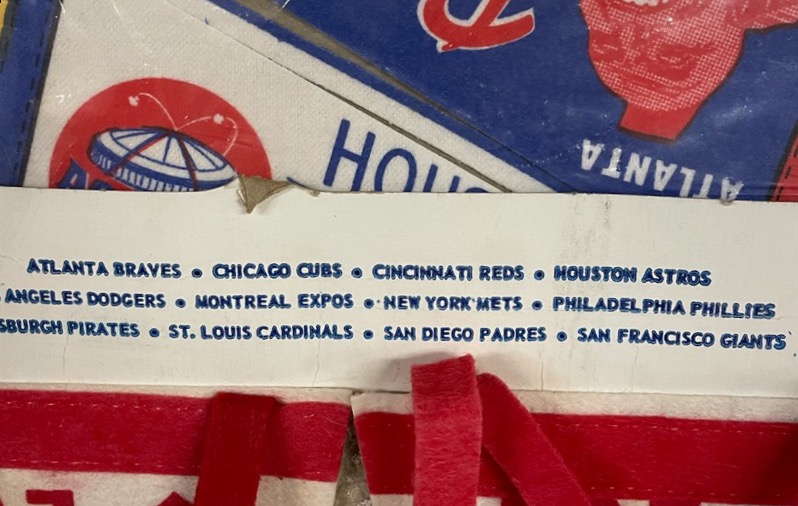 HOU
ATLANTA
ATLANTA BRAVES • CHICAGO CUBS • CINCINNATI REDS • HOUSTON ASTROS
ANGELES DODGERS • MONTREAL EXPOS • NEW YORK METS • PHILADELPHIA PHILLIES
SBURGH PIRATES • ST. LOUIS CARDINALS • SAN DIEGO PADRES • SAN FRANCISCO GIANTS